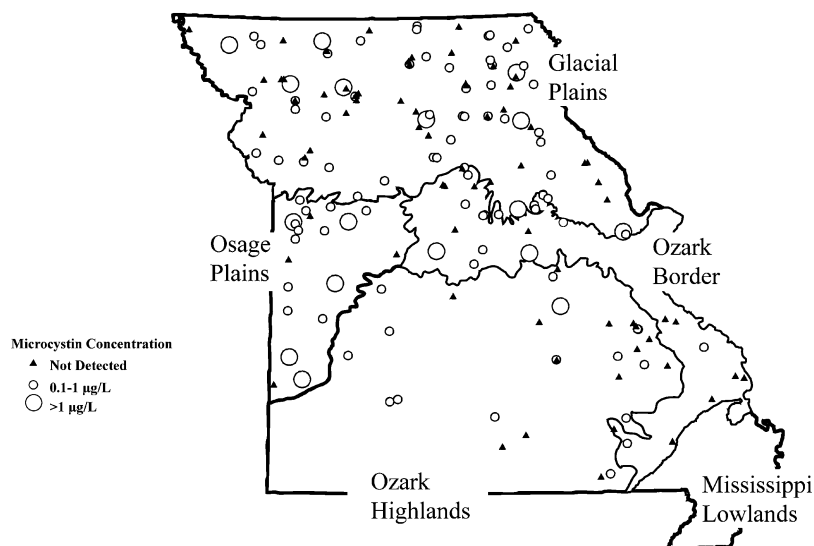 Glacial
Plains
Osage
Plains
Ozark
Border
Microcystin Concentration
Not Detected
0.1-1 µg/L
>1 µg/L
Ozark
Highlands
Mississippi
Lowlands